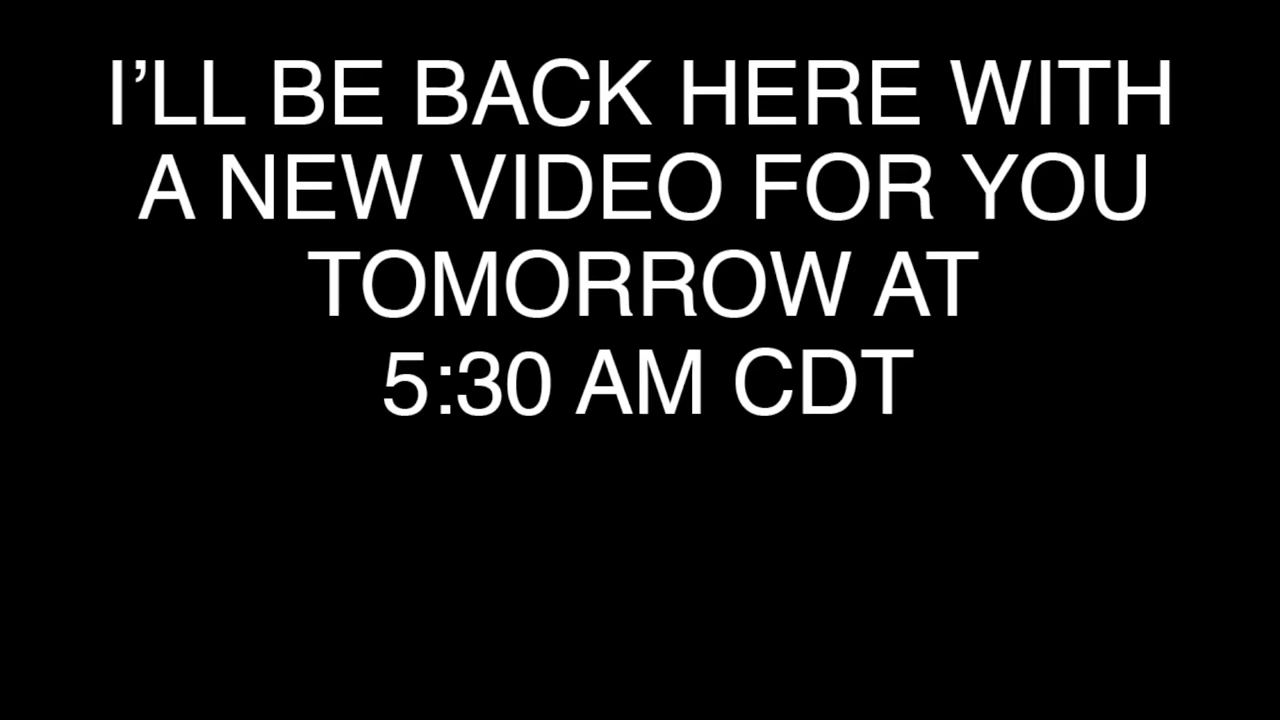 I’LL BE BACK HERE WITH
A NEW VIDEO FOR YOU
TOMORROW AT
5:30 AM CDT